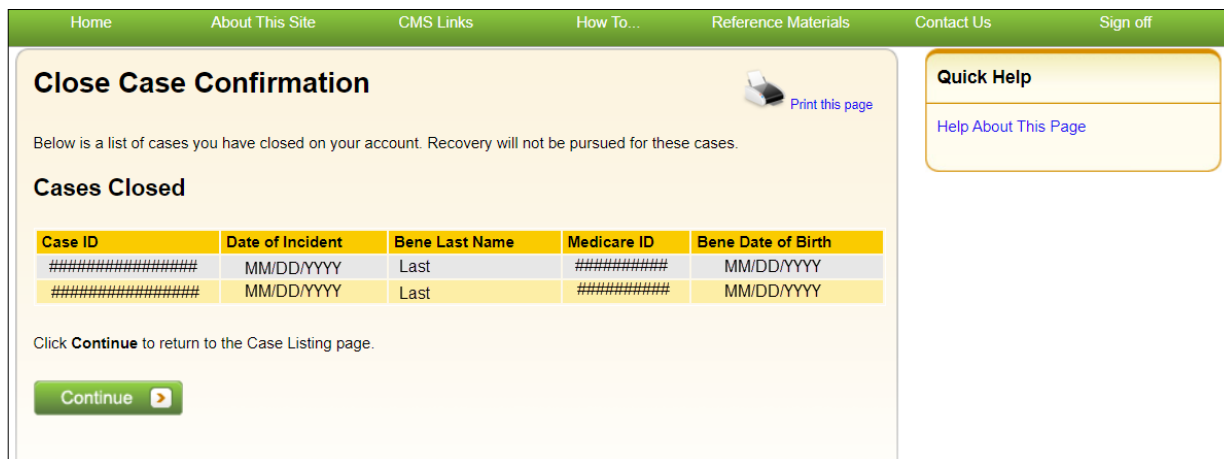 Home About This Site CMS Links How To... Reference Materials Contact Us Sign off
Close Case Confirmation
Print this page
Quick Help
Help About This Page
Below is a list of cases you have closed on your account. Recovery will not be pursued for these cases.
Cases Closed
Case ID Date of Incident Bene Last Name Medicare ID Bene Date of Birth
################ MM/DD/YYYY Last ########## MM/DD/YYYY
################ MM/DD/YYYY Last ########## MM/DD/YYYY
Click Continue to return to the Case Listing page.
Continue